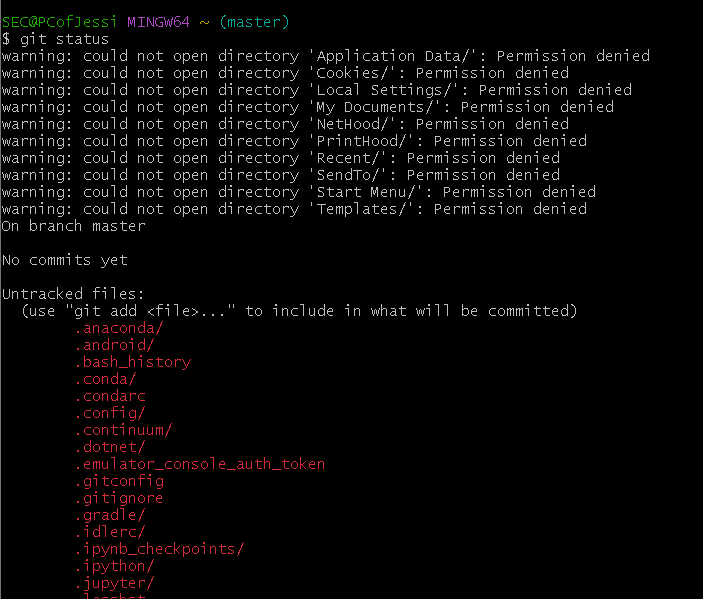 SEC@PCofJessi MINGW64 ~ (master)
$ git status
warning: could not open directory 'Application Data/': Permission denied
warning: could not open directory 'Cookies/': Permission denied
warning: could not open directory 'Local Settings/': Permission denied
warning: could not open directory 'My Documents/': Permission denied
warning: could not open directory 'NetHood/': Permission denied
warning: could not open directory 'PrintHood/': Permission denied
warning: could not open directory 'Recent/': Permission denied
warning: could not open directory 'SendTo/': Permission denied
warning: could not open directory 'Start Menu/': Permission denied
warning: could not open directory 'Templates/': Permission denied
On branch master
No commits yet
Untracked files:
(use "git add <file>..." to include in what will be committed)
.anaconda/
.android/
.bash_history
.conda/
.condarc
.config/
.continuum/
.dotnet/
.emulator_console_auth_token
.gitconfig
.gitignore
.gradle/
.idlerc/
.ipynb_checkpoints/
.ipython/
.jupyter/